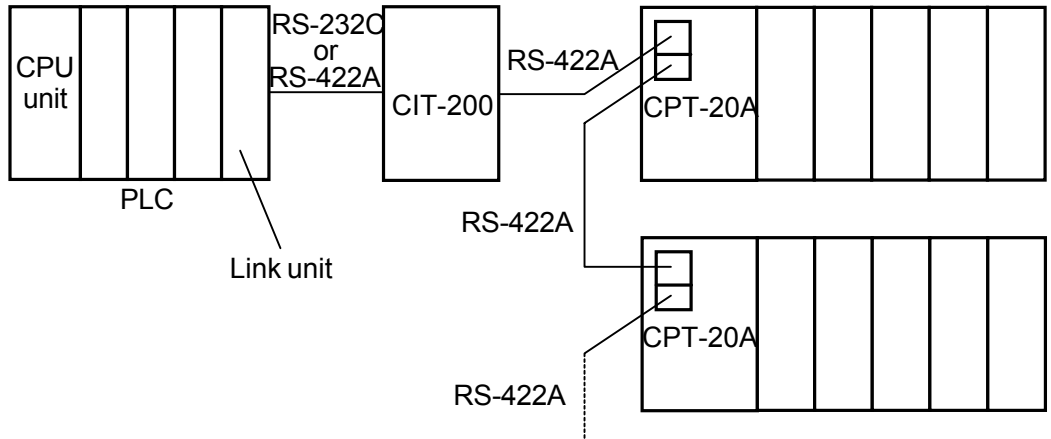 CPU
unit
PLC
Link unit
RS-232C
or
RS-422A
CIT-200
RS-422A
CPT-20A
RS-422A
CPT-20A
RS-422A